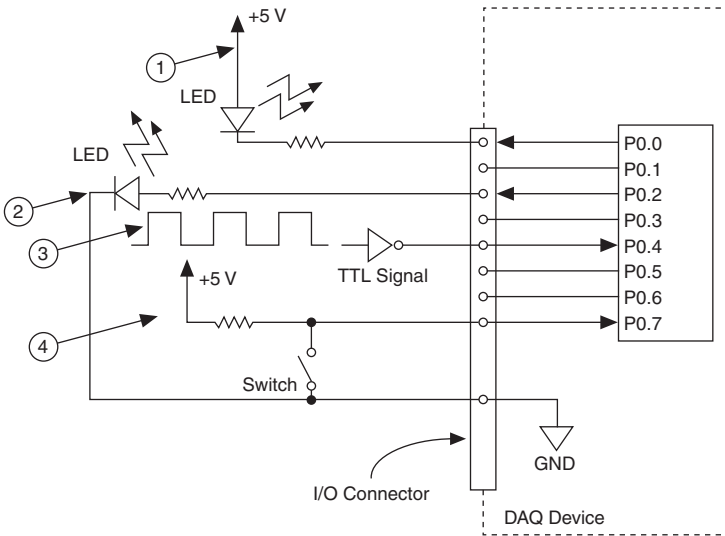 +5 V
1
LED
LED
P0.0
P0.1
2
P0.2
P0.3
3
P0.4
TTL Signal
+5 V
P0.5
P0.6
4
P0.7
Switch
GND
I/O Connector
DAQ Device